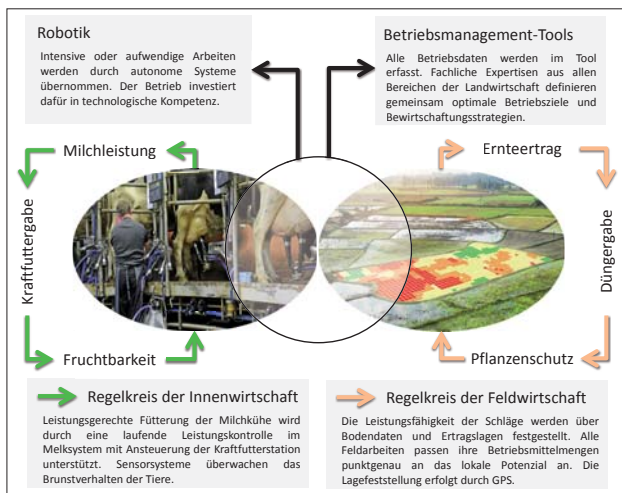 Robotik
Intensive oder aufwendige Arbeiten
werden durch autonome Systeme
übernommen. Der Betrieb investiert
dafür in technologische Kompetenz.
Betriebsmanagement-Tools
Alle Betriebsdaten werden im Tool
erfasst. Fachliche Expertisen aus allen
Bereichen der Landwirtschaft definieren
gemeinsam optimale Betriebsziele und
Bewirtschaftungsstrategien.
Milchleistung
Kraftfuttergabe
Fruchtbarkeit
Ernteertrag
Düngergabe
Pflanzenschutz
Regelkreis der Innenwirtschaft
Leistungsgerechte Fütterung der Milchkühe wird
durch eine laufende Leistungskontrolle im
Melksystem mit Ansteuerung der Kraftfutterstation
unterstützt. Sensorsysteme überwachen das
Brunstverhalten der Tiere.
Regelkreis der Feldwirtschaft
Die Leistungsfähigkeit der Schläge werden über
Bodendaten und Ertragslagen festgestellt. Alle
Feldarbeiten passen ihre Betriebsmittelmengen
punktgenau an das lokale Potenzial an. Die
Lagefeststellung erfolgt durch GPS.